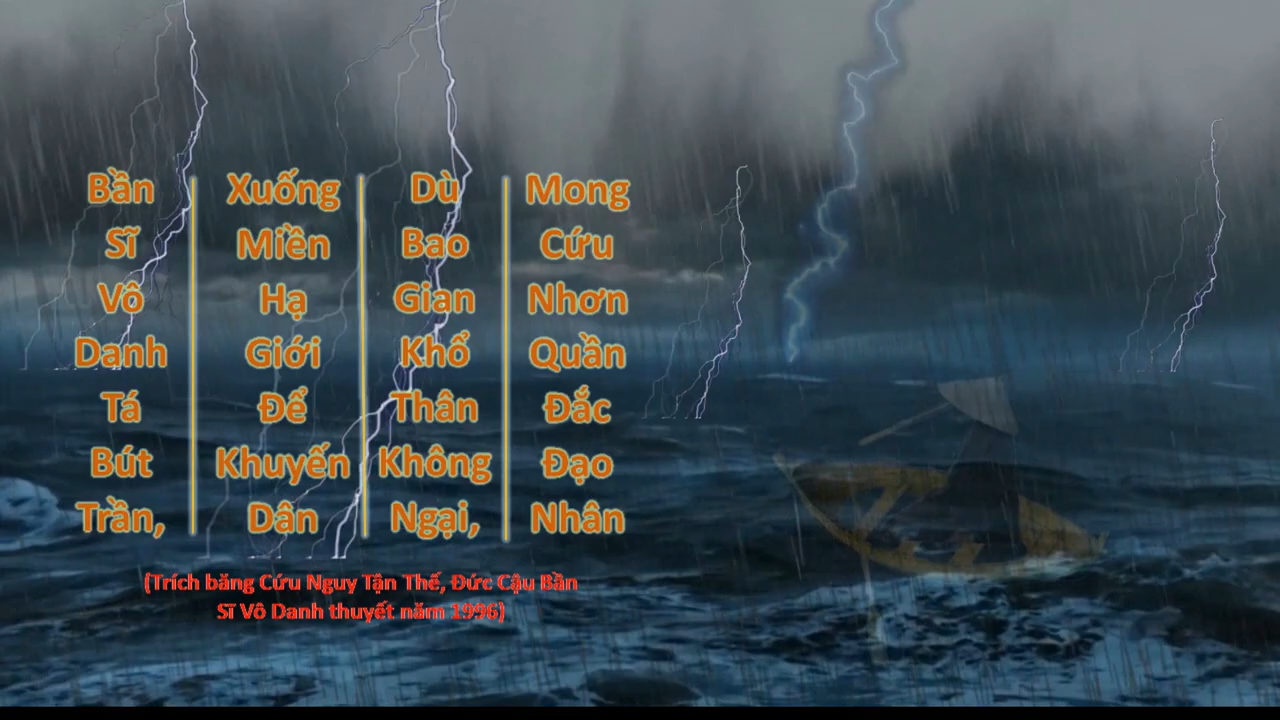 Bần Sĩ Vô Danh Tá Bút Trần,
Xuống Miền Hạ Giới Để Khuyến Dân
Dù Bao Gian Khổ Thân Không Ngại,
Mong Cứu Nhơn Quần Đắc Đạo Nhân
(Trích băng Cứu Nguy Tận Thế, Đức Cậu Bần
Sĩ Vô Danh thuyết năm 1996)